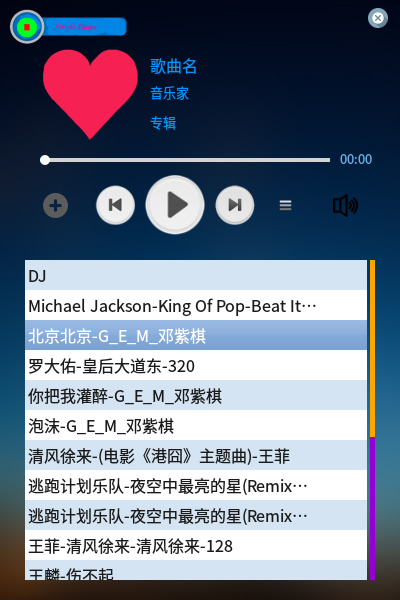 歌曲名
音乐家
专辑
00:00
DJ
Michael Jackson-King Of Pop-Beat It…
北京北京-G_E_M_邓紫棋
罗大佑-皇后大道东-320
你把我灌醉-G_E_M_邓紫棋
泡沫-G_E_M_邓紫棋
清风徐来-(电影《港囧》主题曲)-王菲
逃跑计划乐队-夜空中最亮的星(Remix…
逃跑计划乐队-夜空中最亮的星(Remix…
王菲-清风徐来-清风徐来-128
王麟-伤不起